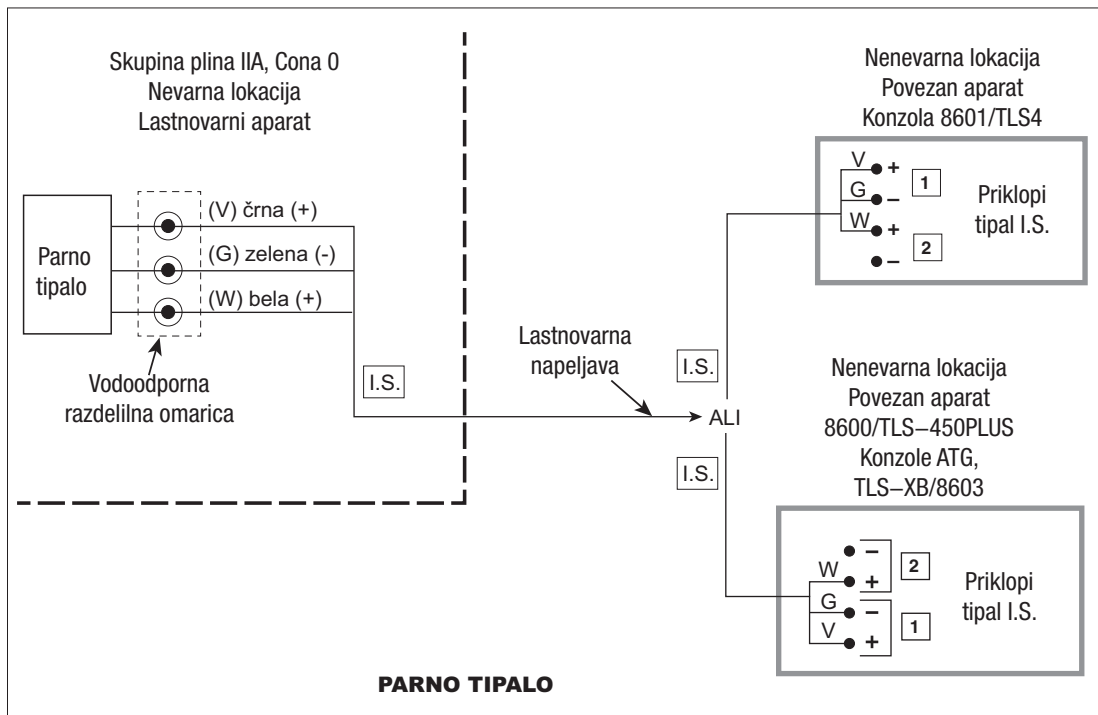 Skupina plina IIA, Cona 0
Nevarna lokacija
Lastnovarni aparat
Parno
tipalo
(V) črna (+)
(G) zelena (-)
(W) bela (+)
Vodoodporna
razdelilna omarica
I.S.
Lastnovarna
napeljava
ALI
I.S.
I.S.
Nenevarna lokacija
Povezan aparat
Konzola 8601/TLS4
V +
G −
W +
−
1
2
Priklopi
tipal I.S.
Nenevarna lokacija
Povezan aparat
8600/TLS–450PLUS
Konzole ATG,
TLS–XB/8603
−
W +
G −
V +
2
1
Priklopi
tipal I.S.
PARNO TIPALO